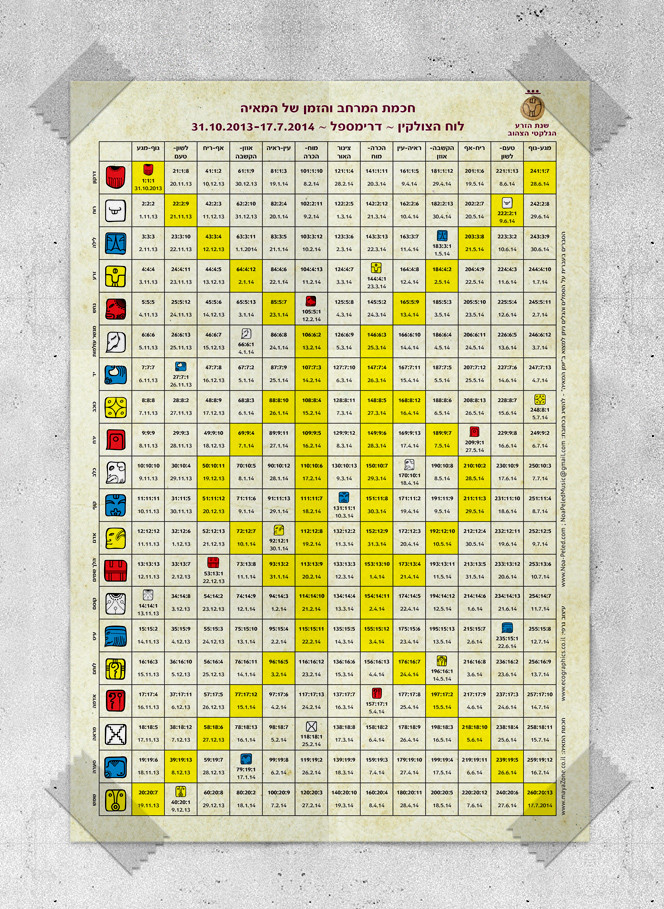 חכמת המרחב והזמן של המאיה
לוח הצולקין ~ דרימספל ~ 31.10.2013-17.7.2014
שנת הזרע
הגלקטי הצהוב
גוף-מגע לשון-טעם אף-ריח אוזן-הקשבה עין-ראיה מוח-הכרה צינור האור הכרה-מוח ראיה-עין הקשבה-אוזן ריח-אף טעם-לשון מגע-גוף
דרקון
1:1:1 21:1:8 41:1:2 61:1:9 81:1:3 101:1:10 121:1:4 141:1:11 161:1:5 181:1:12 201:1:6 221:1:13 241:1:7
31.10.2013 20.11.13 10.12.13 30.12.13 19.1.14 8.2.14 28.2.14 20.3.14 9.4.14 29.4.14 19.5.14 8.6.14 28.6.14
רוח
2:2:2 22:2:9 42:2:3 62:2:10 82:2:4 102:2:11 122:2:5 142:2:12 162:2:6 182:2:13 202:2:7 222:2:1 242:2:8
1.11.13 21.11.13 11.12.13 31.12.13 20.1.14 9.2.14 1.3.14 21.3.14 10.4.14 30.4.14 20.5.14 9.6.14 29.6.14
לילה
3:3:3 23:3:10 43:3:4 63:3:11 83:3:5 103:3:12 123:3:6 143:3:13 163:3:7 183:3:1 203:3:8 223:3:2 243:3:9
2.11.13 22.11.13 12.12.13 1.1.2014 21.1.14 10.2.14 2.3.14 22.3.14 11.4.14 1.5.14 21.5.14 10.6.14 30.6.14
זרע
4:4:4 24:4:11 44:4:5 64:4:12 84:4:6 104:4:13 124:4:7 144:4:1 164:4:8 184:4:2 204:4:9 224:4:3 244:4:10
3.11.13 23.11.13 13.12.13 2.1.14 22.1.14 11.2.14 3.3.14 23.3.14 12.4.14 2.5.14 22.5.14 11.6.14 1.7.14
נחש
5:5:5 25:5:12 45:5:6 65:5:13 85:5:7 105:5:1 125:5:8 145:5:2 165:5:9 185:5:3 205:5:10 225:5:4 245:5:11
4.11.13 24.11.13 14.12.13 3.1.14 23.1.14 12.2.14 4.3.14 24.3.14 13.4.14 3.5.14 23.5.14 12.6.14 2.7.14
6:6:6 26:6:13 46:6:7 66:6:1 86:6:8 106:6:2 126:6:9 146:6:3 166:6:10 186:6:4 206:6:11 226:6:5 246:6:12
5.11.13 25.11.13 15.12.13 4.1.14 24.1.14 13.2.14 5.3.14 25.3.14 14.4.14 4.5.14 24.5.14 13.6.14 3.7.14
יד
7:7:7 27:7:1 47:7:8 67:7:2 87:7:9 107:7:3 127:7:10 147:7:4 167:7:11 187:7:5 207:7:12 227:7:6 247:7:13
6.11.13 26.11.13 16.12.13 5.1.14 25.1.14 14.2.14 6.3.14 26.3.14 15.4.14 5.5.14 25.5.14 14.6.14 4.7.14
כוכב
8:8:8 28:8:2 48:8:9 68:8:3 88:8:10 108:8:4 128:8:11 148:8:5 168:8:12 188:8:6 208:8:13 228:8:7 248:8:1
7.11.13 27.11.13 17.12.13 6.1.14 26.1.14 15.2.14 7.3.14 27.3.14 16.4.14 6.5.14 26.5.14 15.6.14 5.7.14
ירח
9:9:9 29:9:3 49:9:10 69:9:4 89:9:11 109:9:5 129:9:12 149:9:6 169:9:13 189:9:7 209:9:1 229:9:8 249:9:2
8.11.13 28.11.13 18.12.13 7.1.14 27.1.14 16.2.14 8.3.14 28.3.14 17.4.14 7.5.14 27.5.14 16.6.14 6.7.14
כלב
10:10:10 30:10:4 50:10:11 70:10:5 90:10:12 110:10:6 130:10:13 150:10:7 170:10:1 190:10:8 210:10:2 230:10:9 250:10:3
9.11.13 29.11.13 19.12.13 8.1.14 28.1.14 17.2.14 9.3.14 29.3.14 18.4.14 8.5.14 28.5.14 17.6.14 7.7.14
קוף
11:11:11 31:11:5 51:11:12 71:11:6 91:11:13 111:11:7 131:11:1 151:11:8 171:11:2 191:11:9 211:11:3 231:11:10 251:11:4
10.11.13 30.11.13 20.12.13 9.1.14 29.1.14 18.2.14 10.3.14 30.3.14 19.4.14 9.5.14 29.5.14 18.6.14 8.7.14
אדם
12:12:12 32:12:6 52:12:13 72:12:7 92:12:1 112:12:8 132:12:2 152:12:9 172:12:3 192:12:10 212:12:4 232:12:11 252:12:5
11.11.13 1.12.13 21.12.13 10.1.14 30.1.14 19.2.14 11.3.14 31.3.14 20.4.14 10.5.14 30.5.14 19.6.14 9.7.14
13:13:13 33:13:7 53:13:1 73:13:8 93:13:2 113:13:9 133:13:3 153:13:10 173:13:4 193:13:11 213:13:5 233:13:12 253:13:6
12.11.13 2.12.13 22.12.13 11.1.14 31.1.14 20.2.14 12.3.14 1.4.14 21.4.14 11.5.14 31.5.14 20.6.14 10.7.14
קוסם
14:14:1 34:14:8 54:14:2 74:14:9 94:14:3 114:14:10 134:14:4 154:14:11 174:14:5 194:14:12 214:14:6 234:14:13 254:14:7
13.11.13 3.12.13 23.12.13 12.1.14 1.2.14 21.2.14 13.3.14 2.4.14 22.4.14 12.5.14 1.6.14 21.6.14 11.7.14
עיט
15:15:2 35:15:9 55:15:3 75:15:10 95:15:4 115:15:11 135:15:5 155:15:12 175:15:6 195:15:13 215:15:7 235:15:1 255:15:8
14.11.13 4.12.13 24.12.13 13.1.14 2.2.14 22.2.14 14.3.14 3.4.14 23.4.14 13.5.14 2.6.14 22.6.14 12.7.14
לוחם
16:16:3 36:16:10 56:16:4 76:16:11 96:16:5 116:16:12 136:16:6 156:16:13 176:16:7 196:16:1 216:16:8 236:16:2 256:16:9
15.11.13 5.12.13 25.12.13 14.1.14 3.2.14 23.2.14 15.3.14 4.4.14 24.4.14 14.5.14 3.6.14 23.6.14 13.7.14
אדמה
17:17:4 37:17:11 57:17:5 77:17:12 97:17:6 117:17:13 137:17:7 157:17:1 177:17:8 197:17:2 217:17:9 237:17:3 257:17:10
16.11.13 6.12.13 26.12.13 15.1.14 4.2.14 24.2.14 16.3.14 5.4.14 25.4.14 15.5.14 4.6.14 24.6.14 14.7.14
מראה
18:18:5 38:18:12 58:18:6 78:18:13 98:18:7 118:18:1 138:18:8 158:18:2 178:18:9 198:18:3 218:18:10 238:18:4 258:18:11
17.11.13 7.12.13 27.12.13 16.1.14 5.2.14 25.2.14 17.3.14 6.4.14 26.4.14 16.5.14 5.6.14 25.6.14 15.7.14
19:19:6 39:19:13 59:19:7 79:19:1 99:19:8 119:19:2 139:19:9 159:19:3 179:19:10 199:19:4 219:19:11 239:19:5 259:19:12
18.11.13 8.12.13 28.12.13 17.1.14 6.2.14 26.2.14 18.3.14 7.4.14 27.4.14 17.5.14 6.6.14 26.6.14 16.7.14
שמש
20:20:7 40:20:1 60:20:8 80:20:2 100:20:9 120:20:3 140:20:10 160:20:4 180:20:11 200:20:5 220:20:12 240:20:6 260:20:13
19.11.13 9.12.13 29.12.13 18.1.14 7.2.14 27.2.14 19.3.14 8.4.14 28.4.14 18.5.14 7.6.14 27.6.14 17.7.2014
www.Noa-Peled.com ; NoaPeledMusic@gmail.com
www.ecographics.co.il
www.mayaZone.co.il